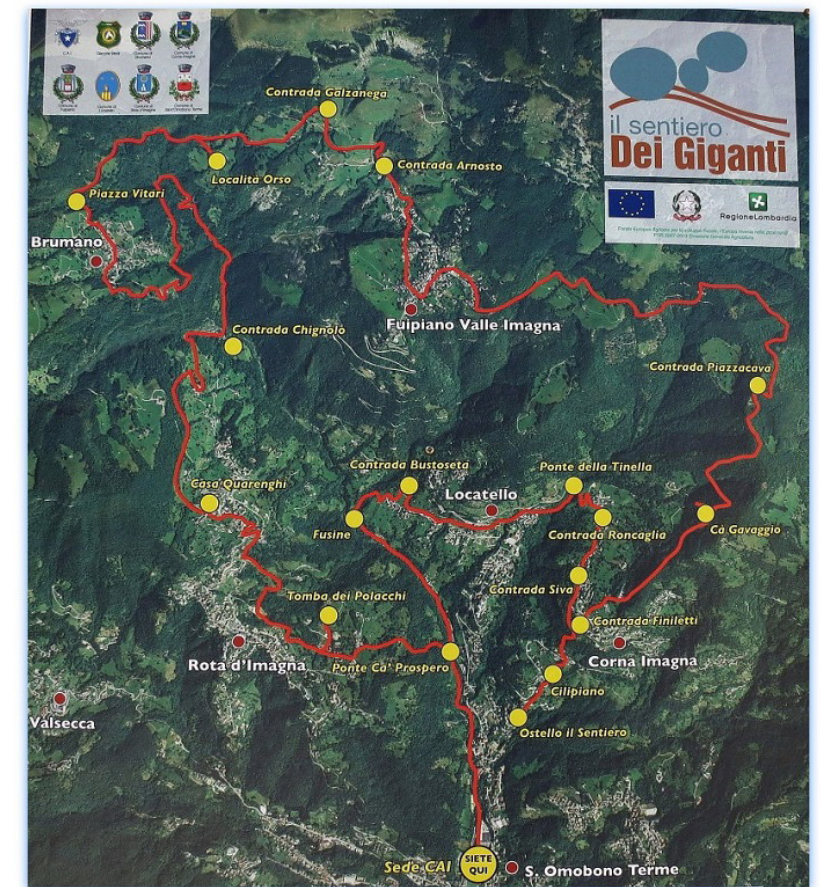 C.A.I.
il sentiero
Dei Giganti
RegioneLombardia
Contrada Galzanega
Contrada Arnosto
Località Orso
Piazza Vitari
Brumano
Fuipiano Valle Imagna
Contrada Chignolo
Contrada Piazzacava
Contrada Bustoseta
Ponte della Tinella
Casa Quarenghi
Locatello
Fusine
Contrada Roncaglia
Cà Gavaggio
Contrada Siva
Tomba dei Polacchi
Contrada Finiletti
Rota d'Imagna
Ponte Ca' Prospero
Corna Imagna
Cilipiano
Valsecca
Ostello il Sentiero
SIETE
QUI
Sede CAI
S. Omobono Terme